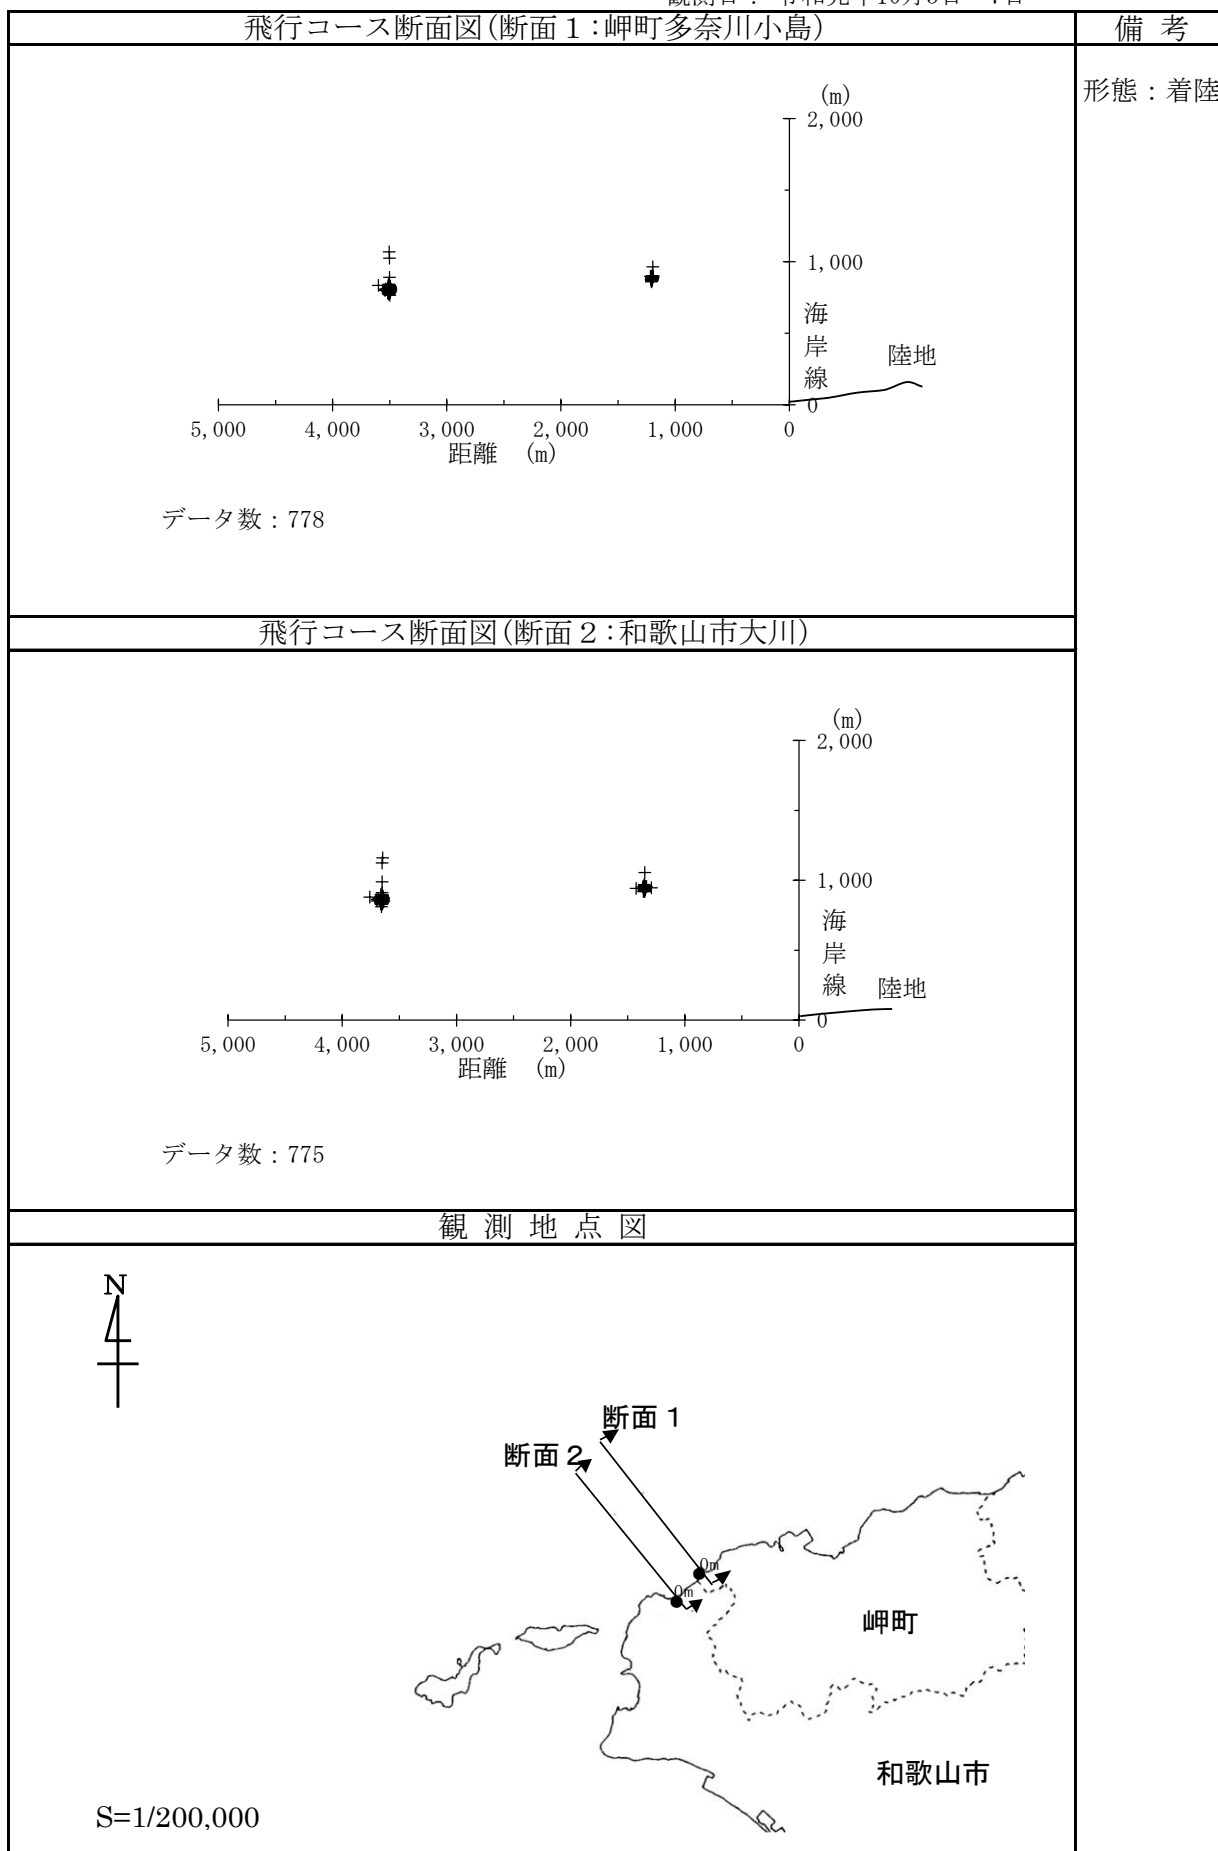 飛行コース断面図(断面１:岬町多奈川小島)
備 考
形態：着陸
(m)
2,000
1,000
海岸線
陸地
0
5,000 4,000 3,000 2,000 1,000 0
距離 (m)
データ数：778
飛行コース断面図(断面２:和歌山市大川)
(m)
2,000
1,000
海岸線
陸地
0
5,000 4,000 3,000 2,000 1,000 0
距離 (m)
データ数：775
観 測 地 点 図
N
断面１
断面２
0m
0m
岬町
和歌山市
S=1/200,000